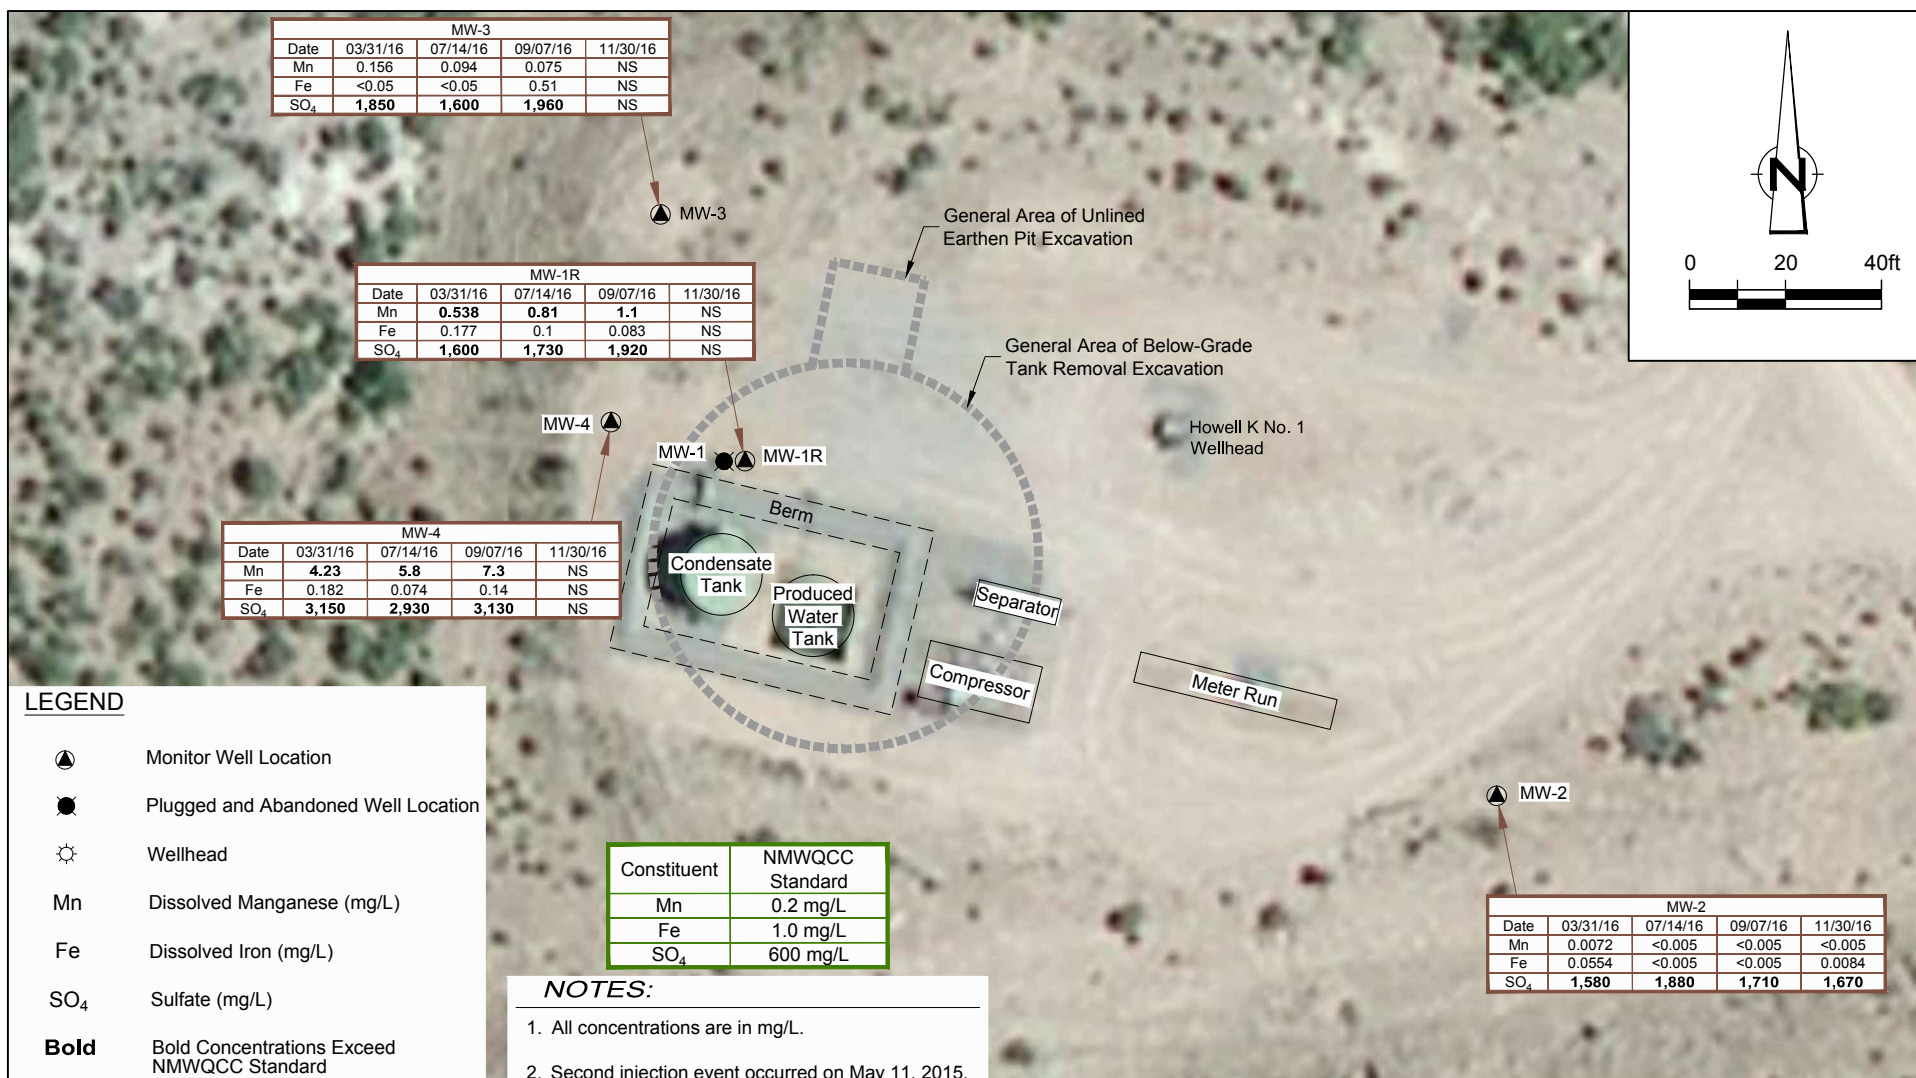 MW-3
Date 03/31/16 07/14/16 09/07/16 11/30/16
Mn 0.156 0.094 0.075 NS
Fe <0.05 <0.05 0.51 NS
SO₄ 1,850 1,600 1,960 NS
N
0 20 40ft
MW-3
General Area of Unlined
Earthen Pit Excavation
MW-1R
Date 03/31/16 07/14/16 09/07/16 11/30/16
Mn 0.538 0.81 1.1 NS
Fe 0.177 0.1 0.083 NS
SO₄ 1,600 1,730 1,920 NS
General Area of Below-Grade
Tank Removal Excavation
MW-4
Howell K No. 1
Wellhead
MW-1
MW-1R
Berm
MW-4
Date 03/31/16 07/14/16 09/07/16 11/30/16
Mn 4.23 5.8 7.3 NS
Fe 0.182 0.074 0.14 NS
SO₄ 3,150 2,930 3,130 NS
Condensate
Tank
Produced
Water
Tank
Separator
Compressor
Meter Run
MW-2
LEGEND
Monitor Well Location
Plugged and Abandoned Well Location
Wellhead
Mn Dissolved Manganese (mg/L)
Fe Dissolved Iron (mg/L)
SO₄ Sulfate (mg/L)
Bold Bold Concentrations Exceed
NMWQCC Standard
Constituent NMWQCC
Standard
Mn 0.2 mg/L
Fe 1.0 mg/L
SO₄ 600 mg/L
NOTES:
1. All concentrations are in mg/L.
2. Second injection event occurred on May 11, 2015.
MW-2
Date 03/31/16 07/14/16 09/07/16 11/30/16
Mn 0.0072 <0.005 <0.005 <0.005
Fe 0.0554 <0.005 <0.005 0.0084
SO₄ 1,580 1,880 1,710 1,670